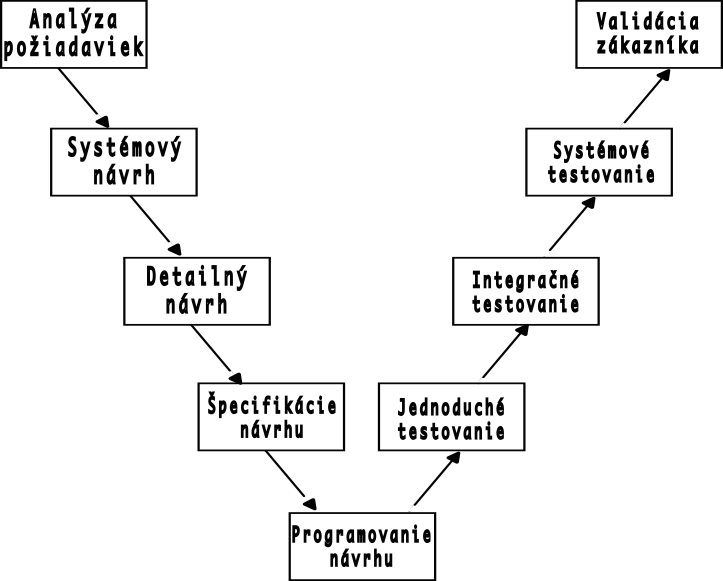 Analýza
požiadaviek
Validácia
zákazníka
Systémový
návrh
Systémové
testovanie
Detailný
návrh
Integračné
testovanie
Špecifikácie
návrhu
Jednoduché
testovanie
Programovanie
návrhu